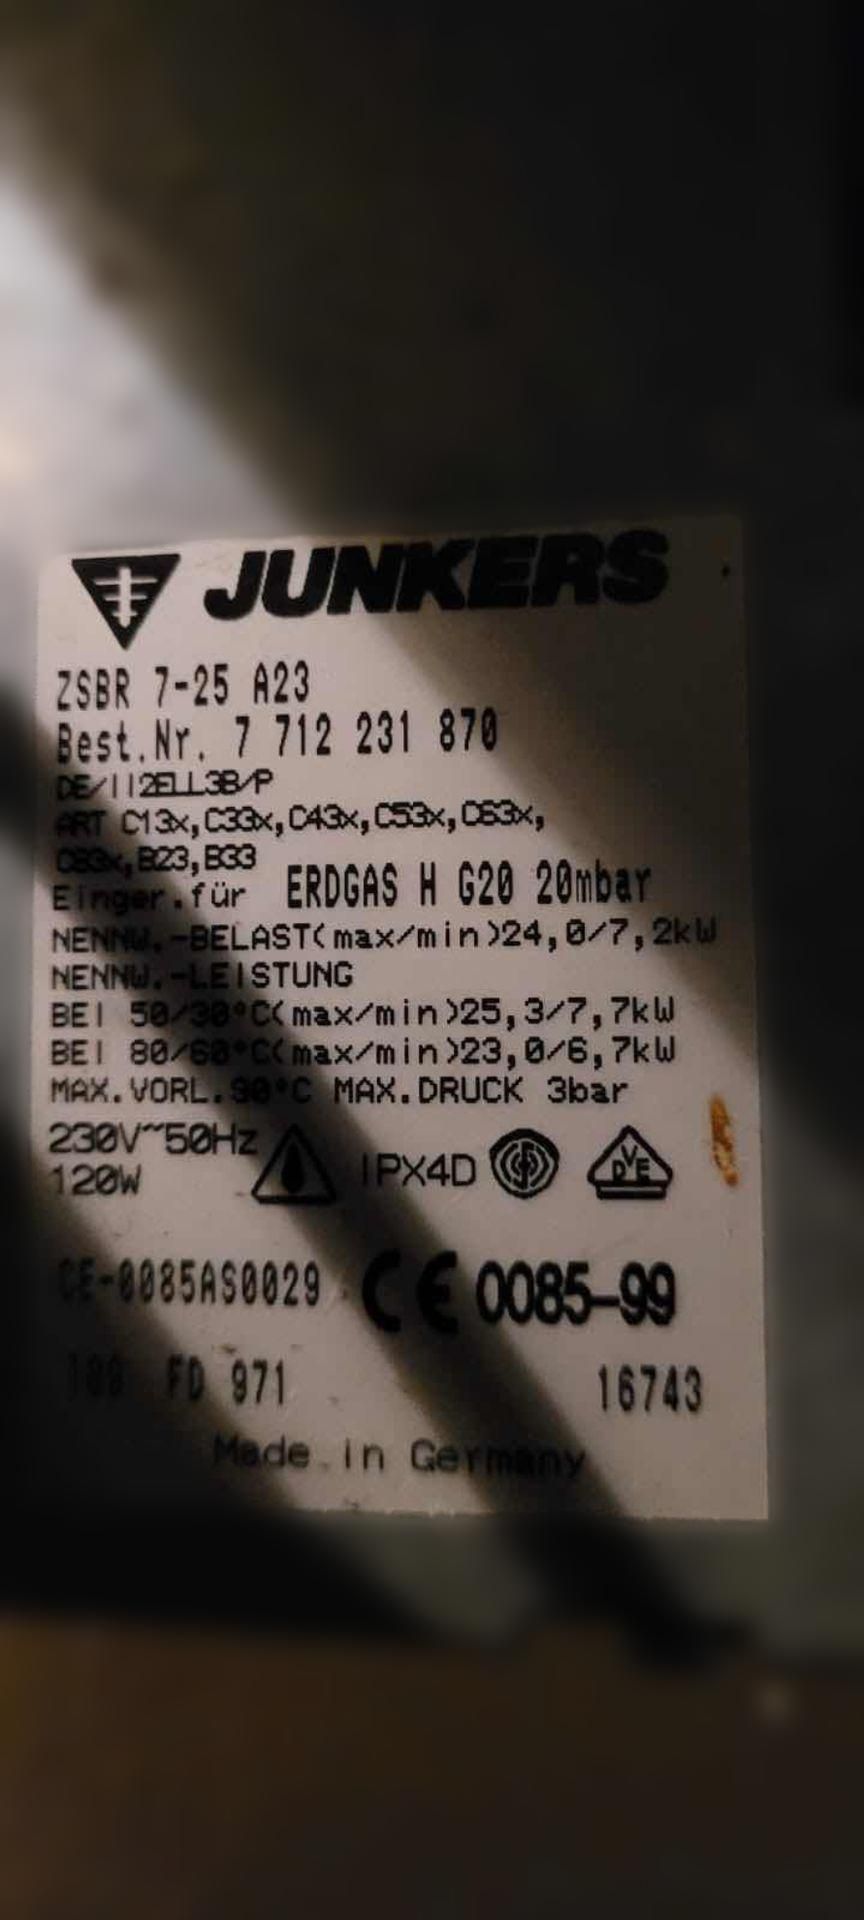 JUNKERS
ZSBR 7-25 A23
Best.Nr. 7 712 231 870
DE/II2ELL3B/P
ART C13x,C33x,C43x,C53x,C63x,
C83x,B23,B33
Einger.für ERDGAS H G20 20mbar
NENNW.-BELAST(max/min)24,0/7,2kW
NENNW.-LEISTUNG
BEI 50/30°C(max/min)25,3/7,7kW
BEI 80/60°C(max/min)23,0/6,7kW
MAX.VORL.90°C MAX.DRUCK 3bar
230V~50Hz
120W IPX4D DVE
CE-0085AS0029 CE 0085-99
FD 971 16743
Made in Germany